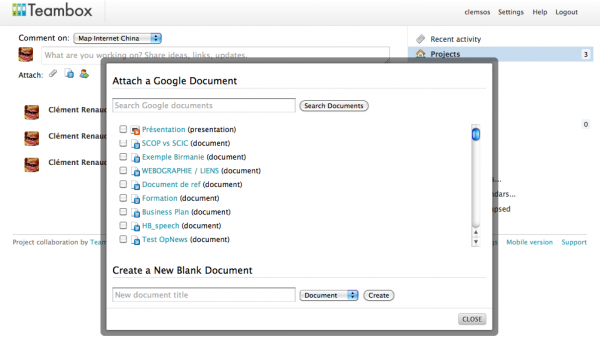 Teambox
clemsos Settings Help Logout
Comment on: Map Internet China
What are you working on? Share ideas, links, updates.
Attach:
Recent activity
Projects 3
Attach a Google Document
Search Google documents Search Documents
Présentation (presentation)
SCOP vs SCIC (document)
Exemple Birmanie (document)
WEBOGRAPHIE / LIENS (document)
Document de ref (document)
Formation (document)
Business Plan (document)
HB_speech (document)
Test OpNews (document)
Create a New Blank Document
New document title Document Create
CLOSE
Clément Renaud
Clément Renaud
Clément Renaud
0
s...
ndars...
psed
Project collaboration by Team
gs Mobile version Support